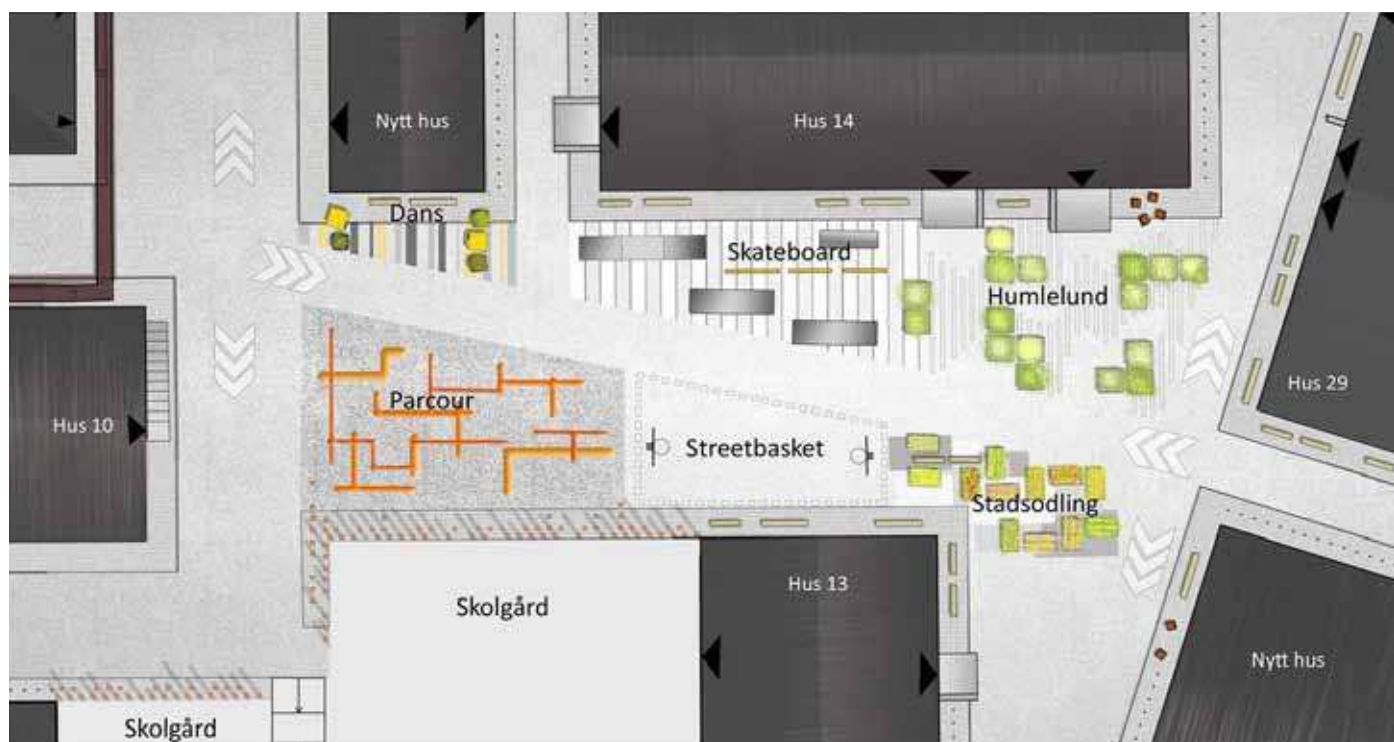 Nytt hus
Hus 14
Dans
Skateboard
Humlelund
Hus 29
Parcour
Hus 10
Streetbasket
Stadsodling
Hus 13
Skolgård
Nytt hus
Skolgård